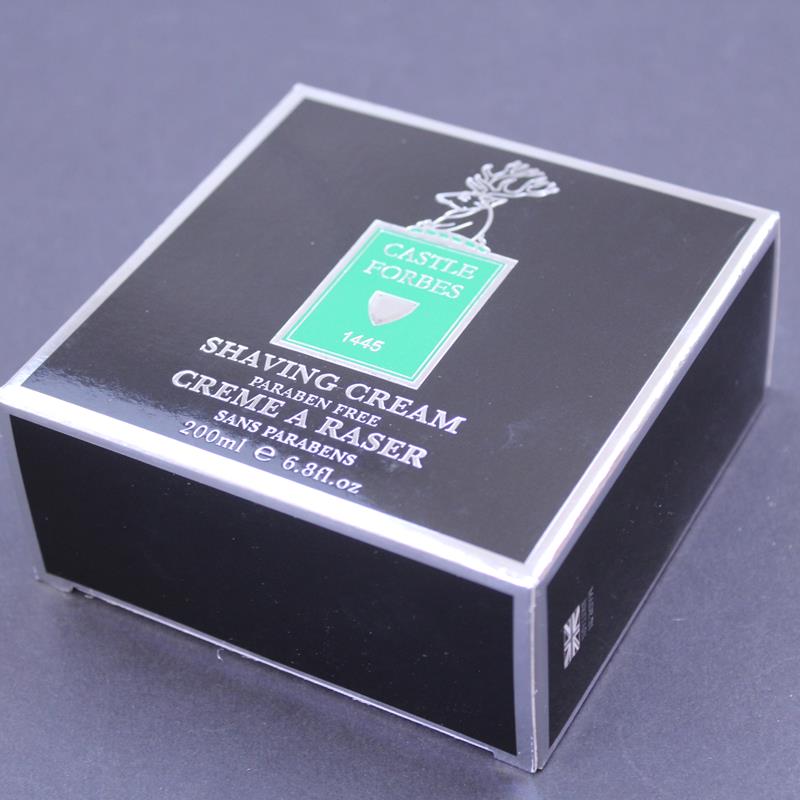 CASTLE
FORBES
1445
SHAVING CREAM
PARABEN FREE
CREME A RASER
SANS PARABENS
200ml e 6.8fl.oz